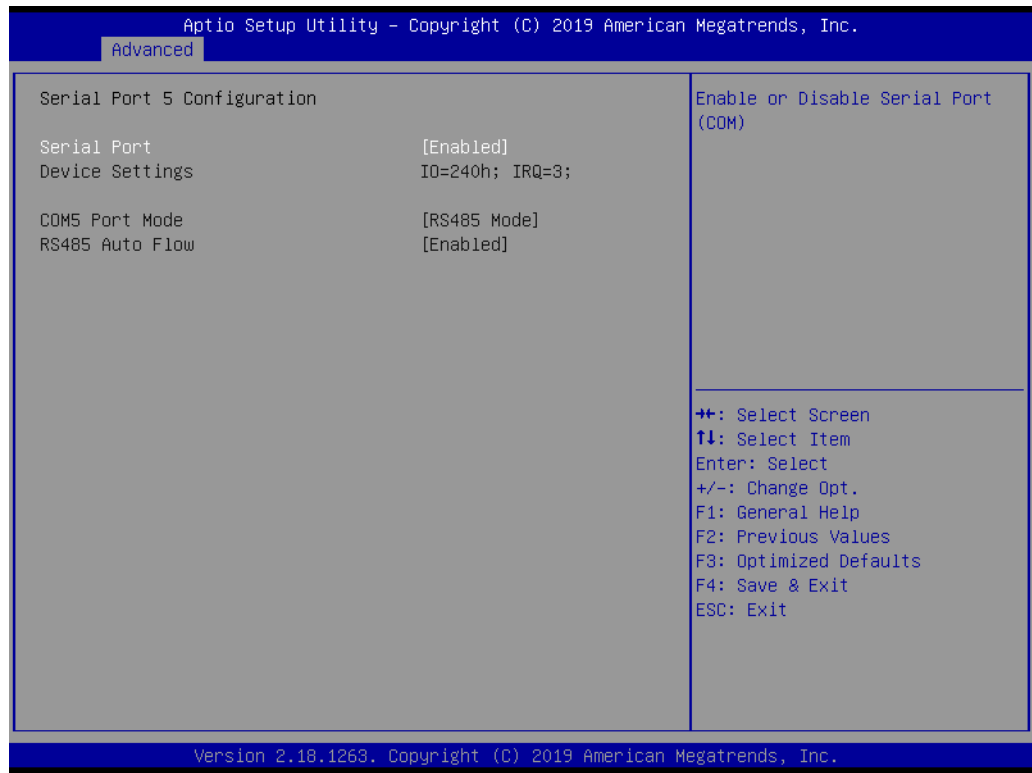 Aptio Setup Utility – Copyright (C) 2019 American Megatrends, Inc.
Advanced
Serial Port 5 Configuration
Serial Port [Enabled]
Device Settings IO=240h; IRQ=3;
COM5 Port Mode [RS485 Mode]
RS485 Auto Flow [Enabled]
Enable or Disable Serial Port
(COM)
→←: Select Screen
↑↓: Select Item
Enter: Select
+/-: Change Opt.
F1: General Help
F2: Previous Values
F3: Optimized Defaults
F4: Save & Exit
ESC: Exit
Version 2.18.1263. Copyright (C) 2019 American Megatrends, Inc.